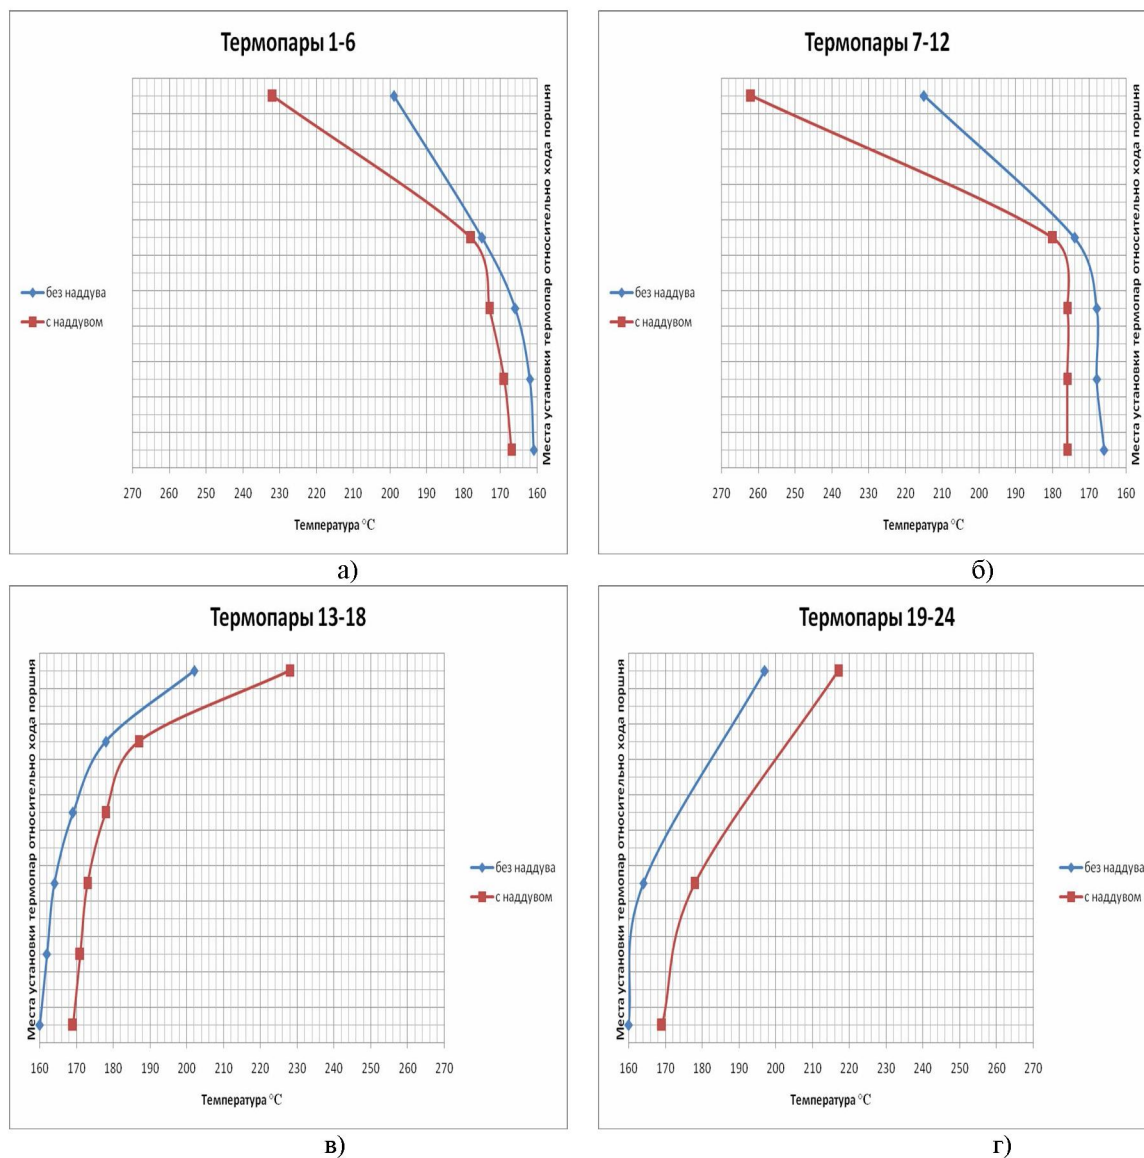 Термопары 1-6
Места установки термопар относительно хода поршня
без наддува
с наддувом
270 260 250 240 230 220 210 200 190 180 170 160
Температура °С
а)
Термопары 7-12
Места установки термопар относительно хода поршня
без наддува
с наддувом
270 260 250 240 230 220 210 200 190 180 170 160
Температура °С
б)
Термопары 13-18
Места установки термопар относительно хода поршня
без наддува
с наддувом
160 170 180 190 200 210 220 230 240 250 260 270
Температура °С
в)
Термопары 19-24
Места установки термопар относительно хода поршня
без наддува
с наддувом
160 170 180 190 200 210 220 230 240 250 260 270
Температура °С
г)